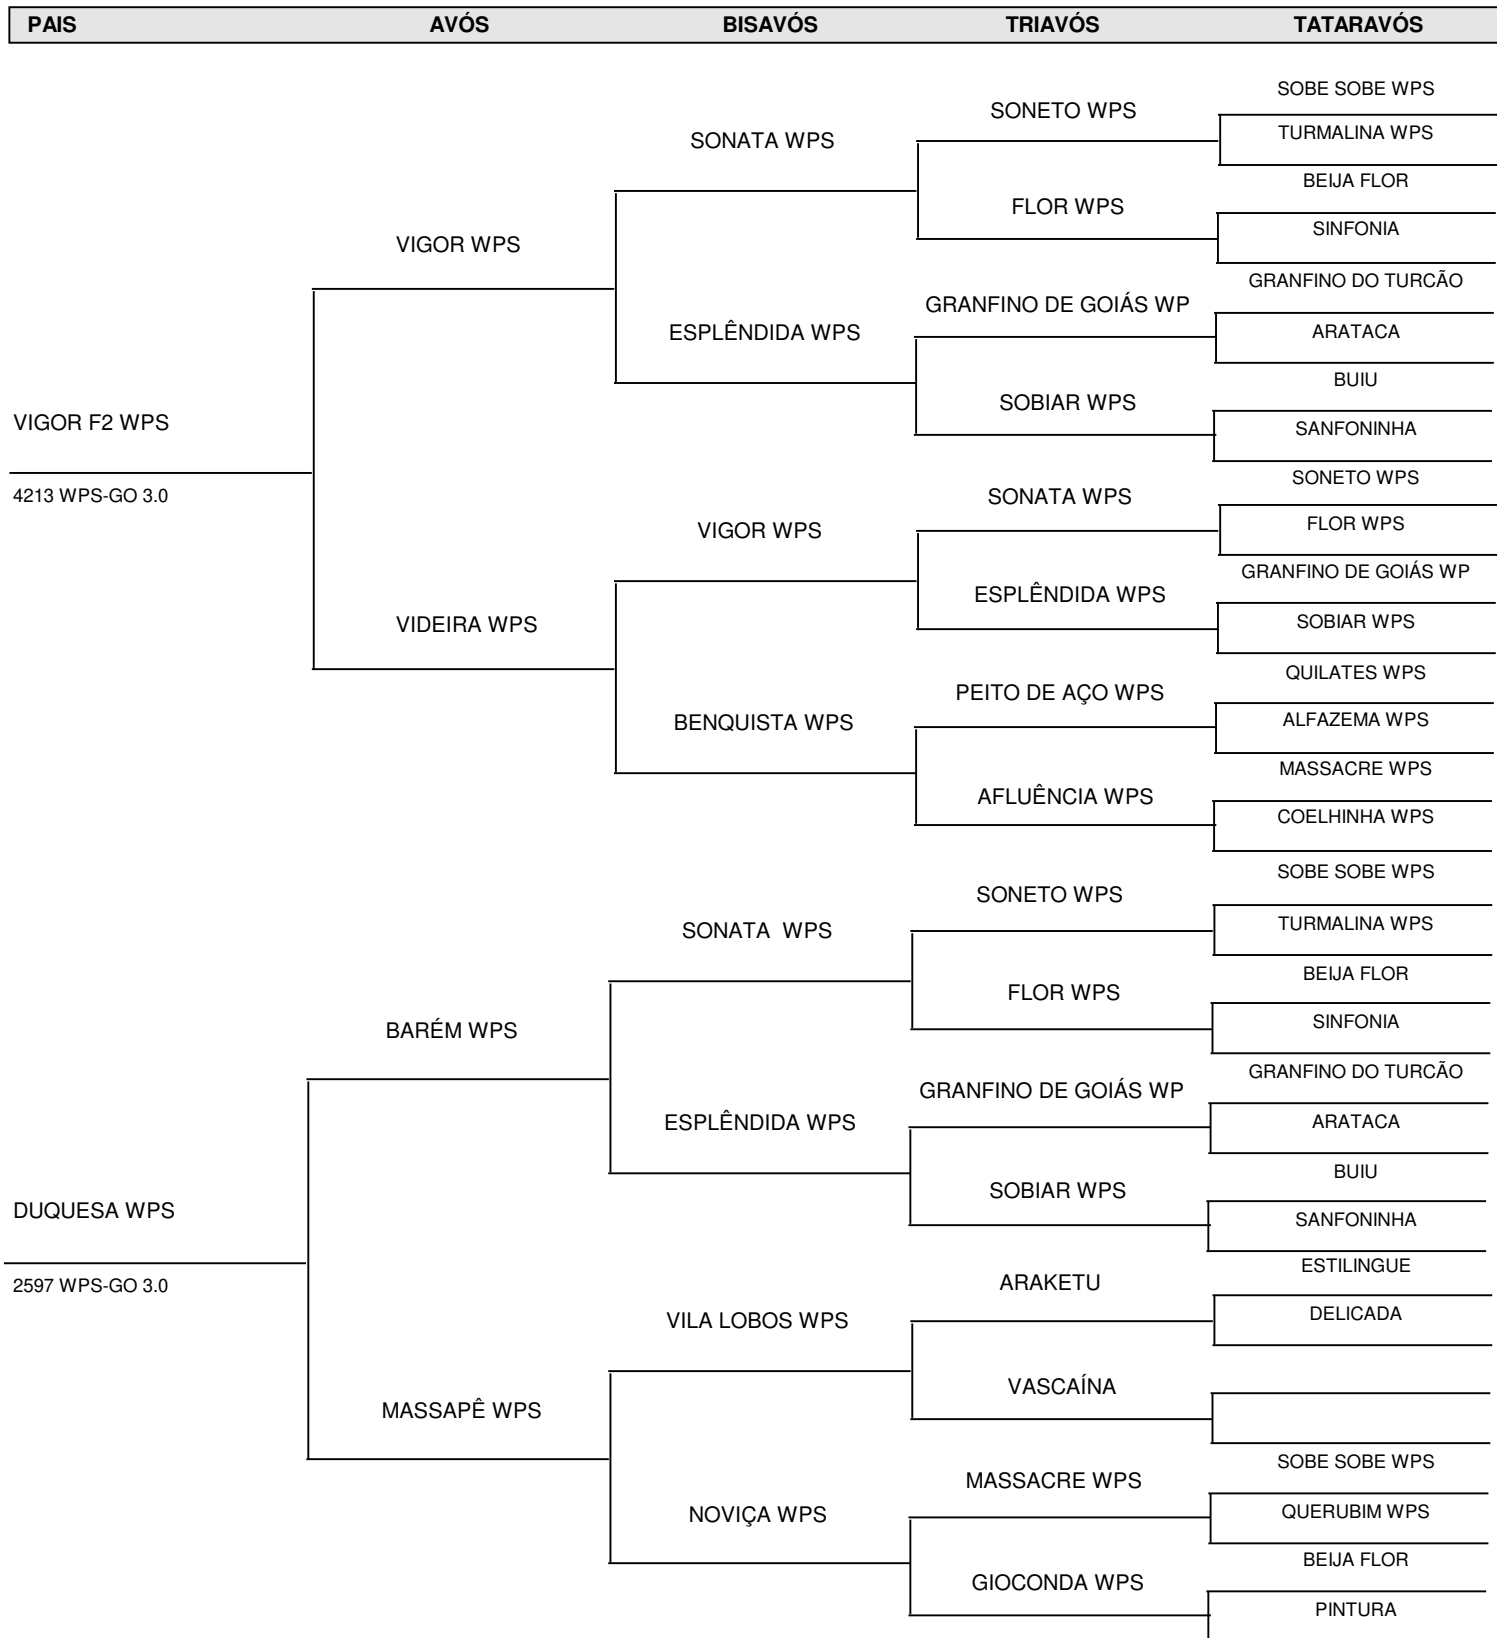 PAIS AVÓS BISAVÓS TRIAVÓS TATARAVÓS
SOBE SOBE WPS
SONETO WPS
TURMALINA WPS
SONATA WPS
BEIJA FLOR
FLOR WPS
SINFONIA
VIGOR WPS
GRANFINO DO TURCÃO
GRANFINO DE GOIÁS WP
ARATACA
ESPLÊNDIDA WPS
BUIU
SOBIAR WPS
VIGOR F2 WPS
SANFONINHA
SONETO WPS
4213 WPS-GO 3.0
SONATA WPS
FLOR WPS
VIGOR WPS
GRANFINO DE GOIÁS WP
ESPLÊNDIDA WPS
SOBIAR WPS
VIDEIRA WPS
QUILATES WPS
PEITO DE AÇO WPS
ALFAZEMA WPS
BENQUISTA WPS
MASSACRE WPS
AFLUÊNCIA WPS
COELHINHA WPS
SOBE SOBE WPS
SONETO WPS
TURMALINA WPS
SONATA WPS
BEIJA FLOR
FLOR WPS
SINFONIA
BARÉM WPS
GRANFINO DO TURCÃO
GRANFINO DE GOIÁS WP
ARATACA
ESPLÊNDIDA WPS
BUIU
SOBIAR WPS
DUQUESA WPS
SANFONINHA
ESTILINGUE
2597 WPS-GO 3.0
ARAKETU
DELICADA
VILA LOBOS WPS
VASCAÍNA
MASSAPÊ WPS
SOBE SOBE WPS
MASSACRE WPS
QUERUBIM WPS
NOVIÇA WPS
BEIJA FLOR
GIOCONDA WPS
PINTURA